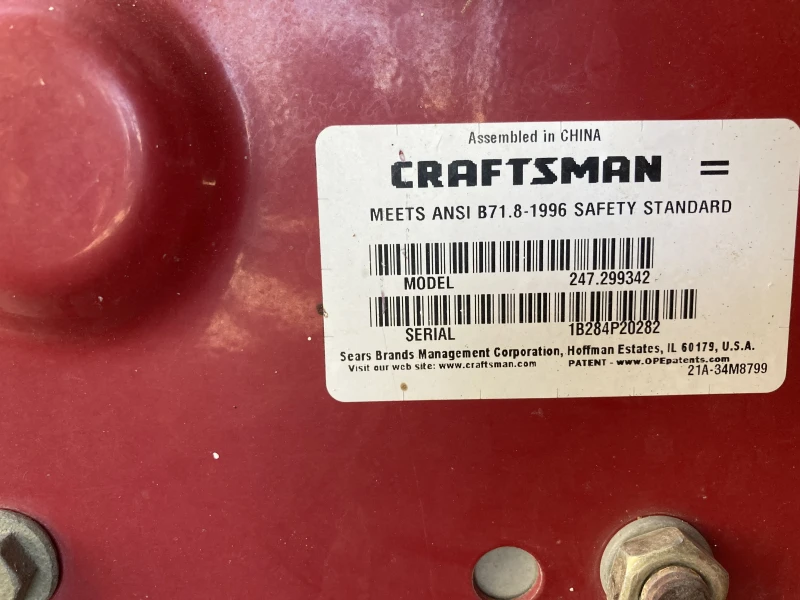 Assembled in CHINA
CRAFTSMAN =
MEETS ANSI B71.8-1996 SAFETY STANDARD
MODEL 247.299342
SERIAL 1B284P20282
Sears Brands Management Corporation, Hoffman Estates, IL 60179, U.S.A.
Visit our web site: www.craftsman.com PATENT - www.OPEpatents.com
21A-34M8799